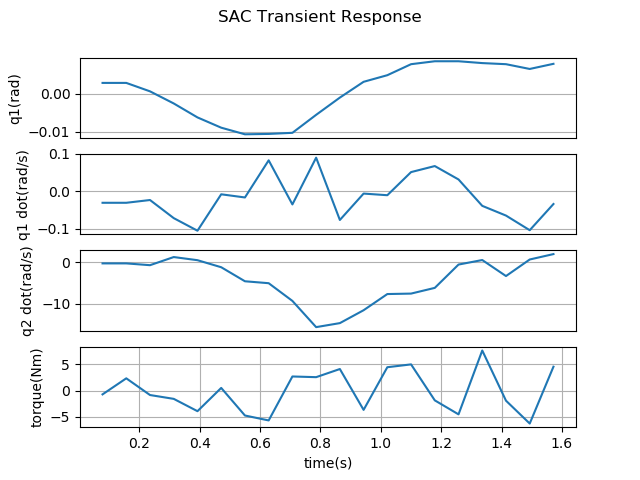 SAC Transient Response
q1(rad)
0.00
−0.01
q1 dot(rad/s)
0.1
0.0
−0.1
q2 dot(rad/s)
0
−10
torque(Nm)
5
0
−5
0.2 0.4 0.6 0.8 1.0 1.2 1.4 1.6
time(s)